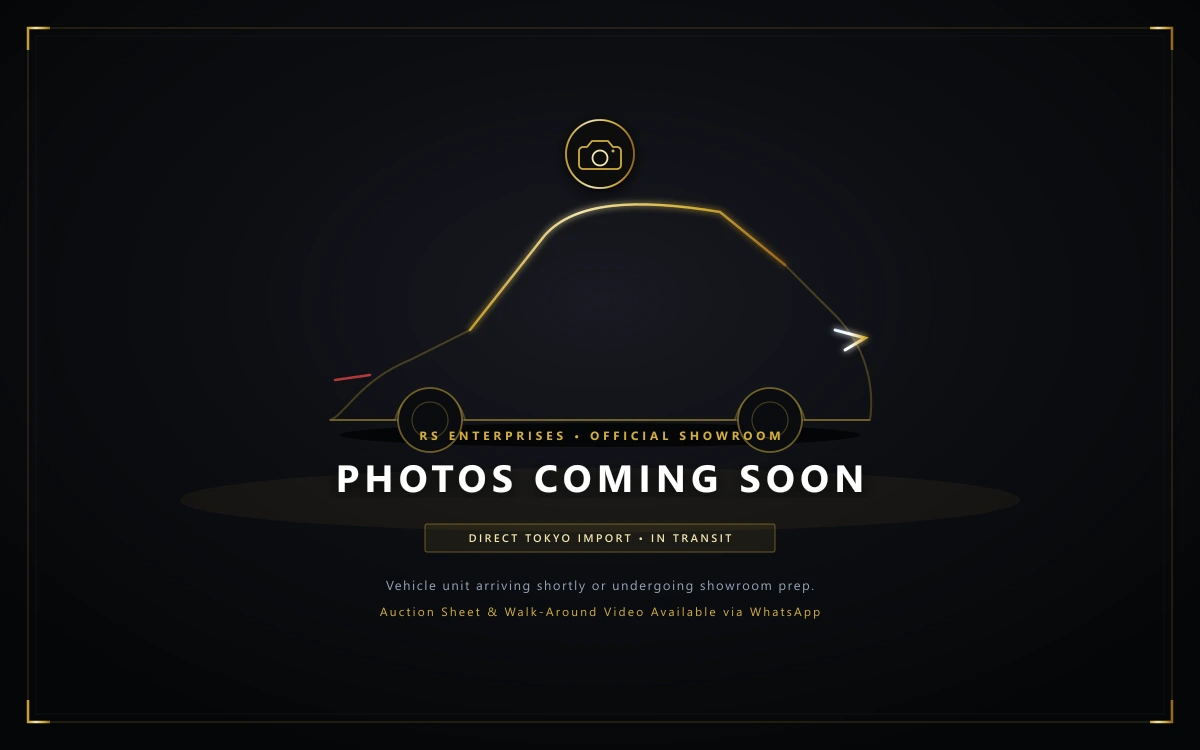 RS ENTERPRISES • OFFICIAL SHOWROOM
PHOTOS COMING SOON
DIRECT TOKYO IMPORT • IN TRANSIT
Vehicle unit arriving shortly or undergoing showroom prep.
Auction Sheet & Walk-Around Video Available via WhatsApp